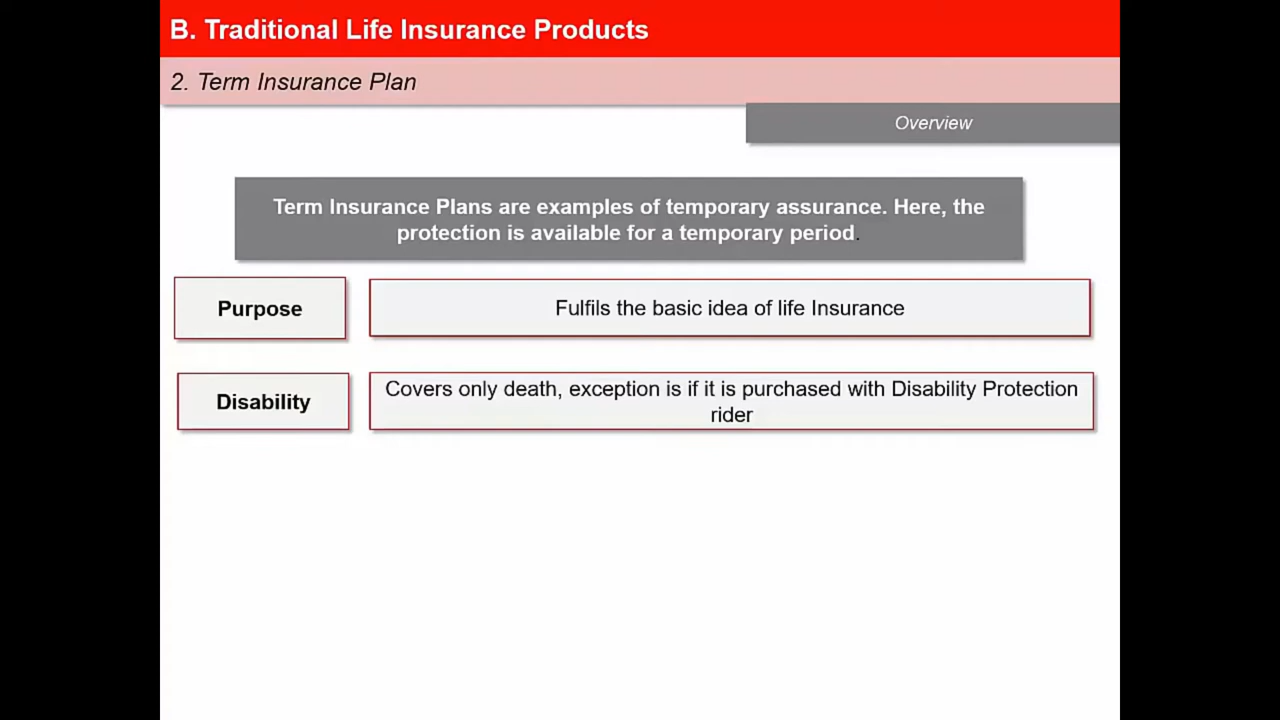 B. Traditional Life Insurance Products
2. Term Insurance Plan
Overview
Term Insurance Plans are examples of temporary assurance. Here, the
protection is available for a temporary period.
Purpose
Fulfils the basic idea of life Insurance
Disability
Covers only death, exception is if it is purchased with Disability Protection
rider